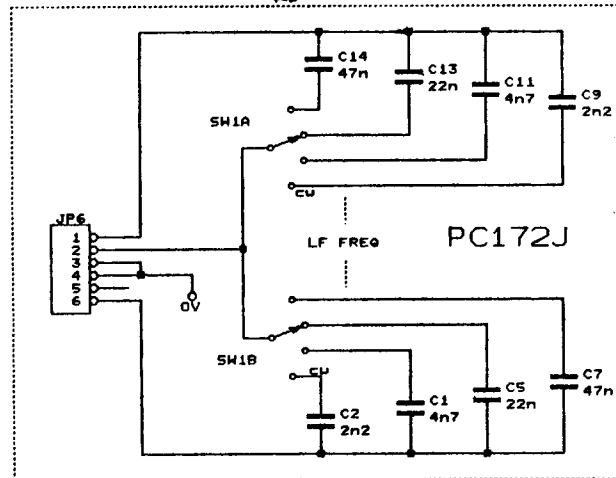 C14
47n
C13
22n
C11
4n7
C9
2n2
SW1A
cw
JP6
1
2
3
4
5
6
0V
LF FREQ
PC172J
SW1B
cw
C2
2n2
C1
4n7
C5
22n
C7
47n